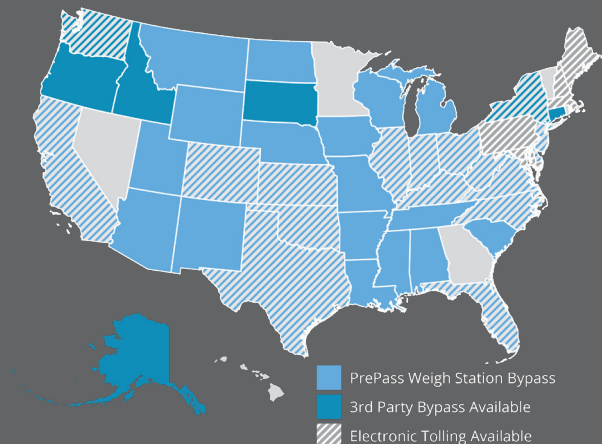 PrePass Weigh Station Bypass
3rd Party Bypass Available
Electronic Tolling Available